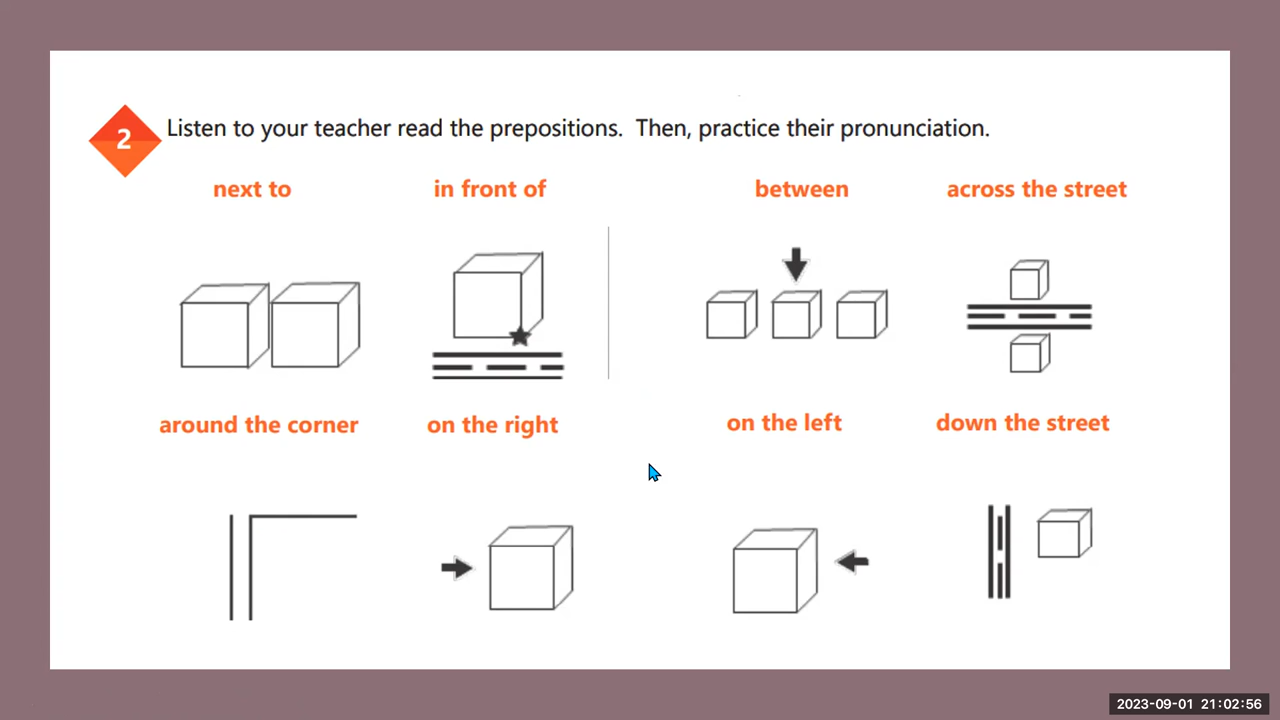 2
Listen to your teacher read the prepositions. Then, practice their pronunciation.
next to
in front of
between
across the street
around the corner
on the right
on the left
down the street
2023-09-01 21:02:56